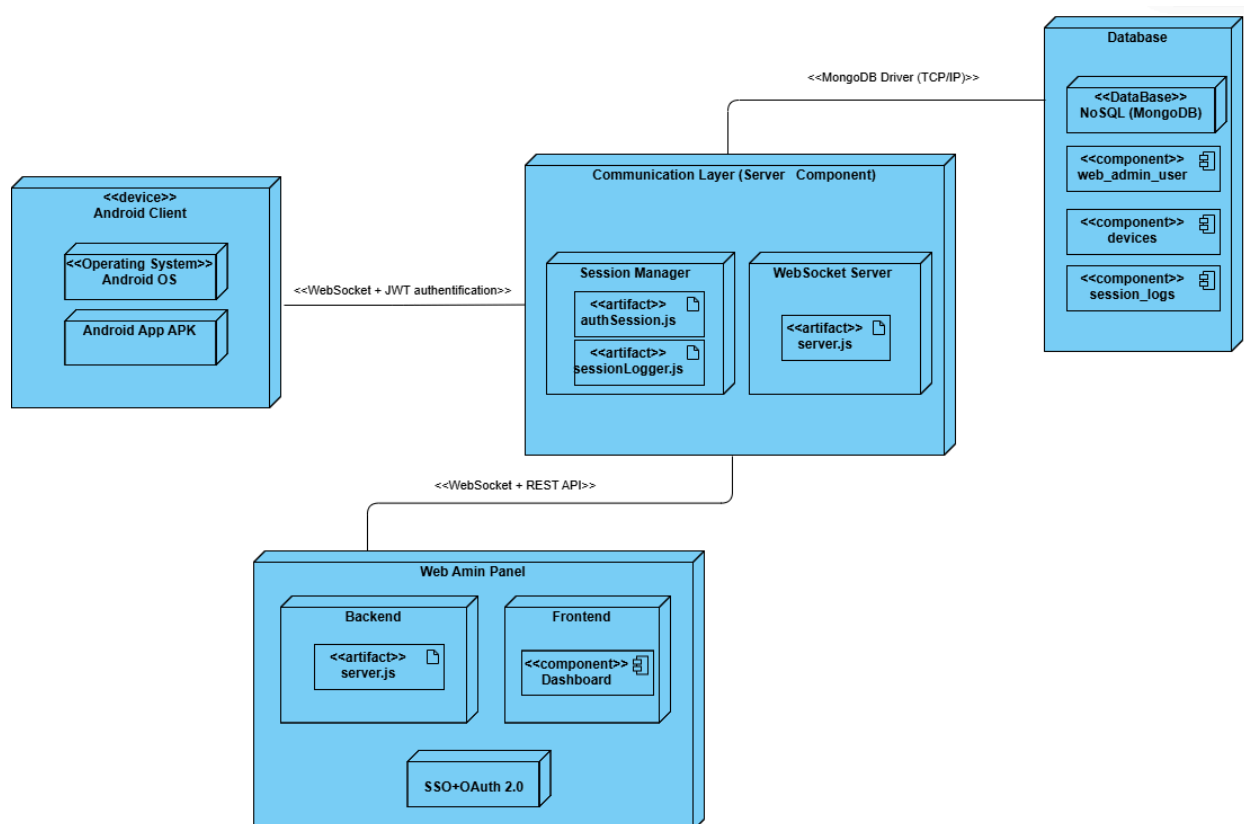 Database
<<MongoDB Driver (TCP/IP)>>
<<DataBase>>
NoSQL (MongoDB)
<<component>>
web_admin_user
<<component>>
devices
<<component>>
session_logs
Communication Layer (Server Component)
Session Manager
<<artifact>>
authSession.js
<<artifact>>
sessionLogger.js
WebSocket Server
<<artifact>>
server.js
<<device>>
Android Client
<<Operating System>>
Android OS
Android App APK
<<WebSocket + JWT authentification>>
<<WebSocket + REST API>>
Web Amin Panel
Backend
<<artifact>>
server.js
Frontend
<<component>>
Dashboard
SSO+OAuth 2.0